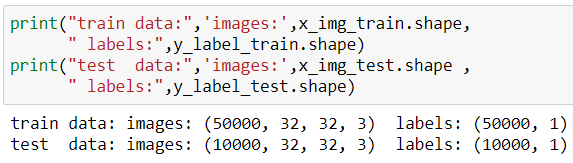 print("train data:",'images:',x_img_train.shape,
      " labels:",y_label_train.shape)
print("test  data:",'images:',x_img_test.shape ,
      " labels:",y_label_test.shape)
train data: images: (50000, 32, 32, 3)  labels: (50000, 1)
test  data: images: (10000, 32, 32, 3)  labels: (10000, 1)